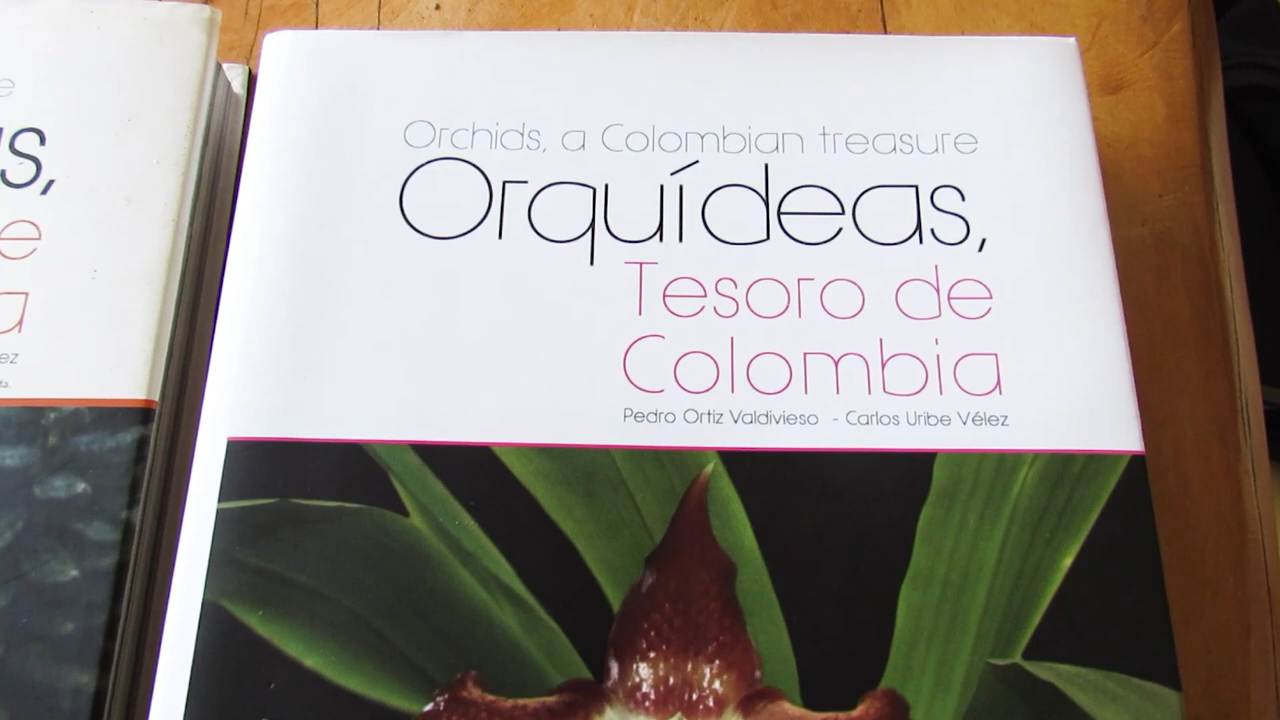 Orchids, a Colombian treasure
Orquídeas,
Tesoro de
Colombia
Pedro Ortiz Valdivieso - Carlos Uribe Vélez